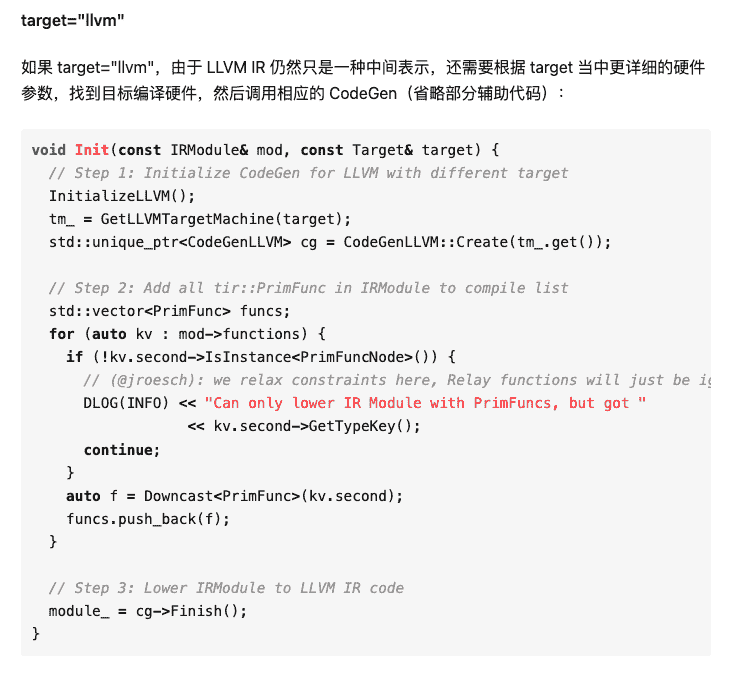 target="llvm"
如果 target="llvm"，由于 LLVM IR 仍然只是一种中间表示，还需要根据 target 当中更详细的硬件
参数，找到目标编译硬件，然后调用相应的 CodeGen（省略部分辅助代码）：
void Init(const IRModule& mod, const Target& target) {
  // Step 1: Initialize CodeGen for LLVM with different target
  InitializeLLVM();
  tm_ = GetLLVMTargetMachine(target);
  std::unique_ptr<CodeGenLLVM> cg = CodeGenLLVM::Create(tm_.get());
  // Step 2: Add all tir::PrimFunc in IRModule to compile list
  std::vector<PrimFunc> funcs;
  for (auto kv : mod->functions) {
    if (!kv.second->IsInstance<PrimFuncNode>()) {
      // (@jroesch): we relax constraints here, Relay functions will just be
      DLOG(INFO) << "Can only lower IR Module with PrimFuncs, but got "
                  << kv.second->GetTypeKey();
      continue;
    }
    auto f = Downcast<PrimFunc>(kv.second);
    funcs.push_back(f);
  }
  // Step 3: Lower IRModule to LLVM IR code
  module_ = cg->Finish();
}